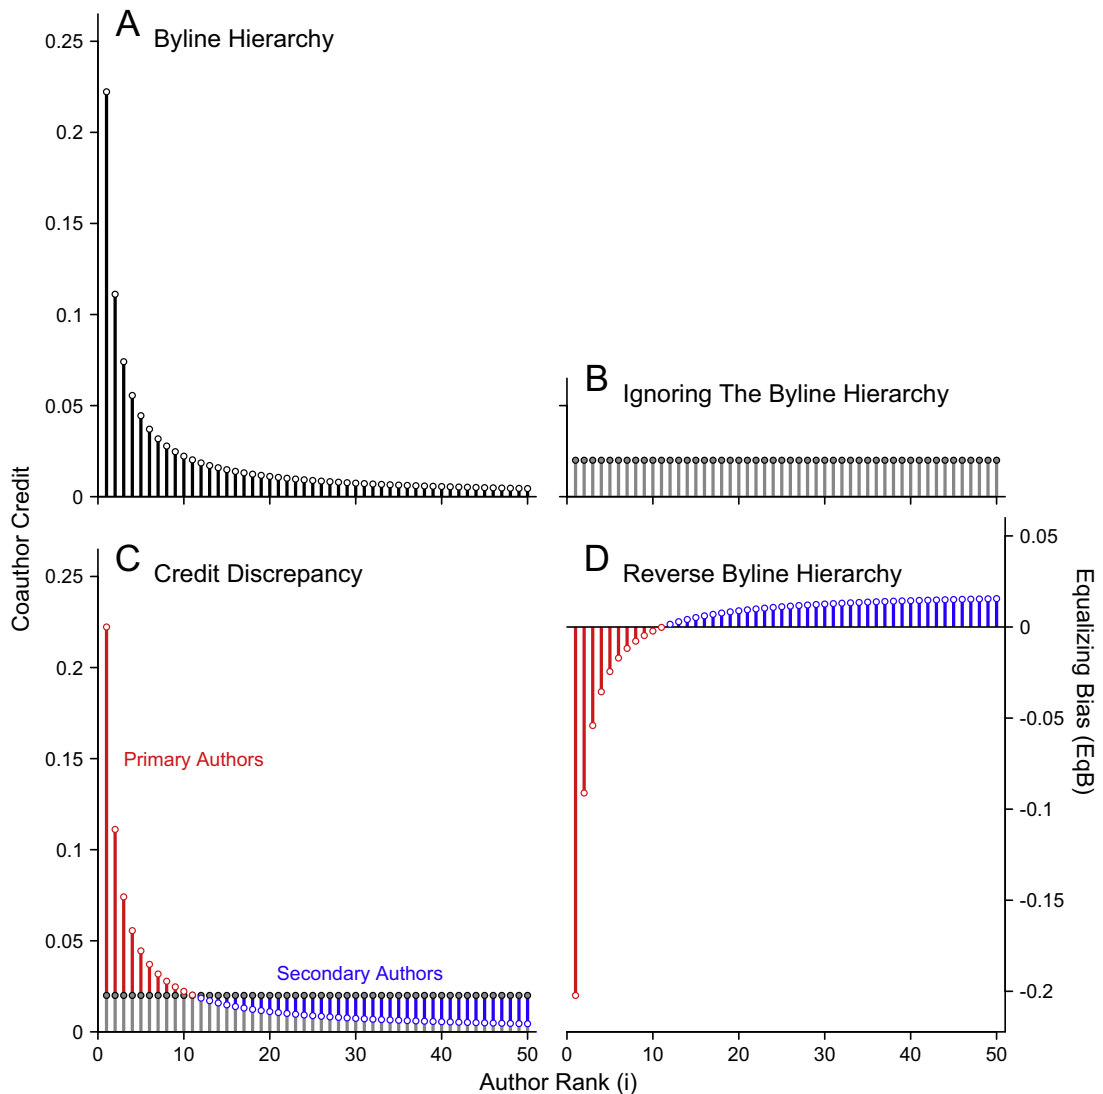 A
Byline Hierarchy
0.25
0.2
0.15
0.1
0.05
0
B
Ignoring The Byline Hierarchy
Coauthor Credit
C
Credit Discrepancy
0.25
0.2
0.15
0.1
0.05
0
Primary Authors
Secondary Authors
0
10
20
30
40
50
D
Reverse Byline Hierarchy
0.05
0
-0.05
-0.1
-0.15
-0.2
Equalizing Bias (EqB)
0
10
20
30
40
50
Author Rank (i)